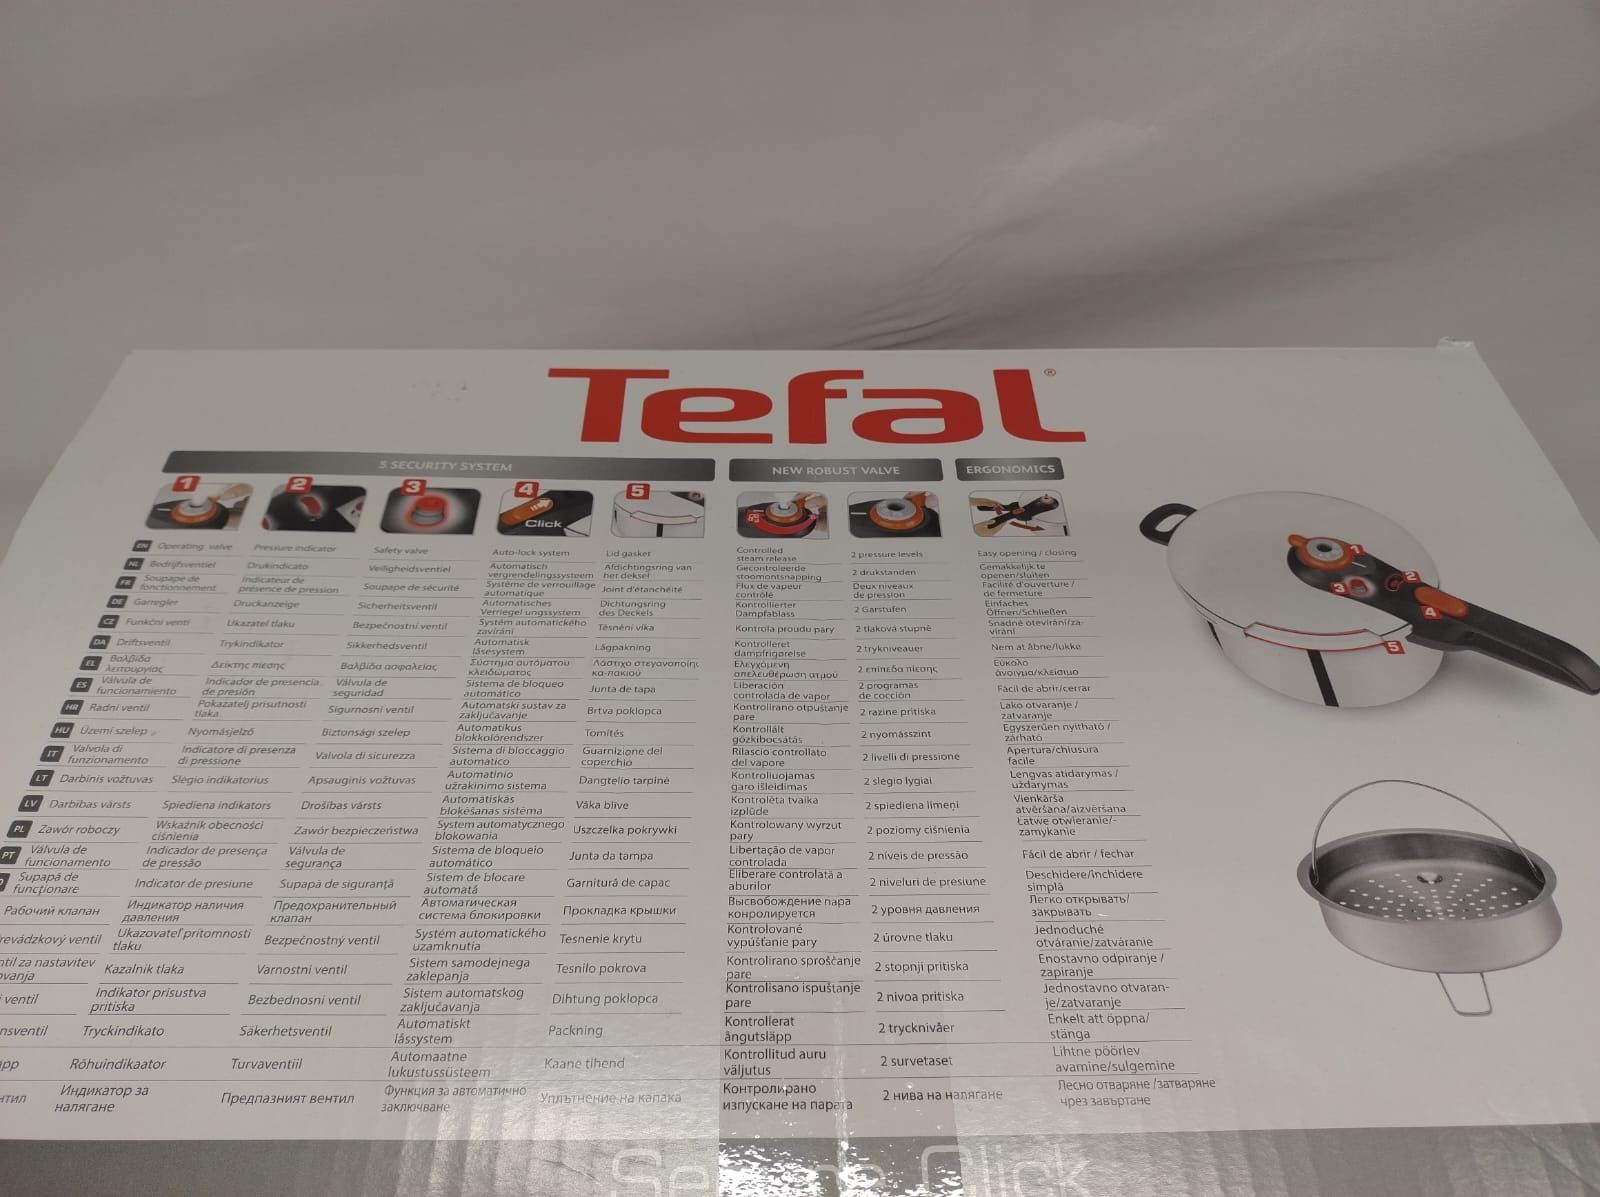 Tefal®
5 SECURITY SYSTEM
NEW ROBUST VALVE
ERGONOMICS
1 2 3 4 5
Click
EN Operating valve Pressure indicator Safety valve Auto-lock system Lid gasket Controlled steam release 2 pressure levels Easy opening / closing
NL Bedrijfsventiel Drukindicato Veiligheidsventiel Automatisch vergrendelingssysteem Afdichtingsring van het deksel Gecontroleerde stoomontsnapping 2 drukstanden Gemakkelijk te openen/sluiten
FR Soupape de fonctionnement Indicateur de présence de pression Soupape de sécurité Système de verrouillage automatique Joint d'étanchéité Flux de vapeur contrôlé Deux niveaux de pression Facilité d'ouverture / de fermeture
DE Garregler Druckanzeige Sicherheitsventil Automatisches Verriegelungssystem Dichtungsring des Deckels Kontrollierter Dampfablass 2 Garstufen Einfaches Öffnen/Schließen
CZ Funkční venti Ukazatel tlaku Bezpečnostní ventil Systém automatického zavírání Těsnění víka Kontrola proudu páry 2 tlaková stupně Snadné otevírání/zavírání
DA Driftsventil Trykindikator Sikkerhedsventil Automatisk låsesystem Lågpakning Kontrolleret dampfrigørelse 2 trykniveauer Nem at åbne/lukke
EL Βαλβίδα λειτουργίας Δείκτης πίεσης Βαλβίδα ασφαλείας Σύστημα αυτόματου κλειδώματος 2 επίπεδα πίεσης Εύκολο άνοιγμα/κλείσιμο
ES Válvula de funcionamiento Indicador de presencia de presión Válvula de seguridad Sistema de bloqueo automático Junta de tapa Liberación controlada de vapor 2 programas de cocción Fácil de abrir/cerrar
HR Radni ventil Pokazatelj prisutnosti tlaka Sigurnosni ventil Automatski sustav za zaključavanje Brtva poklopca Kontrolirano otpuštanje pare 2 razine pritiska Lako otvaranje / zatvaranje
HU Üzemi szelep Nyomásjelző Biztonsági szelep Automatikus blokkolórendszer Tömítés Kontrollált gőzkibocsátás 2 nyomásszint Egyszerűen nyitható / zárható
IT Valvola di funzionamento Indicatore di presenza di pressione Valvola di sicurezza Sistema di bloccaggio automatico Guarnizione del coperchio Rilascio controllato del vapore 2 livelli di pressione Apertura/chiusura facile
LT Darbinis vožtuvas Slėgio indikatorius Apsauginis vožtuvas Automatinio užrakinimo sistema Dangtelio tarpinė Kontroliuojamas garo išleidimas 2 slėgio lygiai Lengvas atidarymas / uždarymas
LV Darbības vārsts Spiediena indikators Drošības vārsts Automātiskās bloķēšanas sistēma Vāka blīve Kontrolēta tvaika izplūde 2 spiediena līmeņi Vienkārša atvēršana/aizvēršana
PL Zawór roboczy Wskaźnik obecności ciśnienia Zawór bezpieczeństwa System automatycznego blokowania Uszczelka pokrywki Kontrolowany wyrzut pary 2 poziomy ciśnienia Łatwe otwieranie/-zamykanie
PT Válvula de funcionamento Indicador de presença de pressão Válvula de segurança Sistema de bloqueio automático Junta da tampa Libertação de vapor controlada 2 níveis de pressão Fácil de abrir / fechar
Supapă de funcţionare Indicator de presiune Supapă de siguranţă Sistem de blocare automată Garnitură de capac Eliberare controlată a aburilor 2 niveluri de presiune Deschidere/închidere simplă
Рабочий клапан Индикатор наличия давления Предохранительный клапан Автоматическая система блокировки Прокладка крышки Высвобождение пара конролируется 2 уровня давления Легко открывать/закрывать
revádzkový ventil Ukazovateľ prítomnosti tlaku Bezpečnostný ventil Systém automatického uzamknutia Tesnenie krytu Kontrolované vypúšťanie pary 2 úrovne tlaku Jednoduché otváranie/zatváranie
ntil za nastavitev Kazalnik tlaka Varnostni ventil Sistem samodejnega zaklepanja Tesnilo pokrova Kontrolirano sproščanje pare 2 stopnji pritiska Enostavno odpiranje / zapiranje
i ventil Indikator prisustva pritiska Bezbednosni ventil Sistem automatskog zaključavanja Dihtung poklopca Kontrolisano ispuštanje pare 2 nivoa pritiska Jednostavno otvaran-je/zatvaranje
nsventil Tryckindikato Säkerhetsventil Automatiskt låssystem Packning Kontrollerat ångutsläpp 2 trycknivåer Enkelt att öppna/stänga
app Rõhuindikaator Turvaventiil Automaatne lukustussüsteem Kaane tihend Kontrollitud auru väljutus 2 survetaset Lihtne pöörlev avamine/sulgemine
нтил Индикатор за налягане Предпазният вентил Функция за автоматично заключване Уплътнение на капака Контролирано изпускане на парата 2 нива на налягане Лесно отваряне /затваряне чрез завъртане
1
2
3
4
5
Click